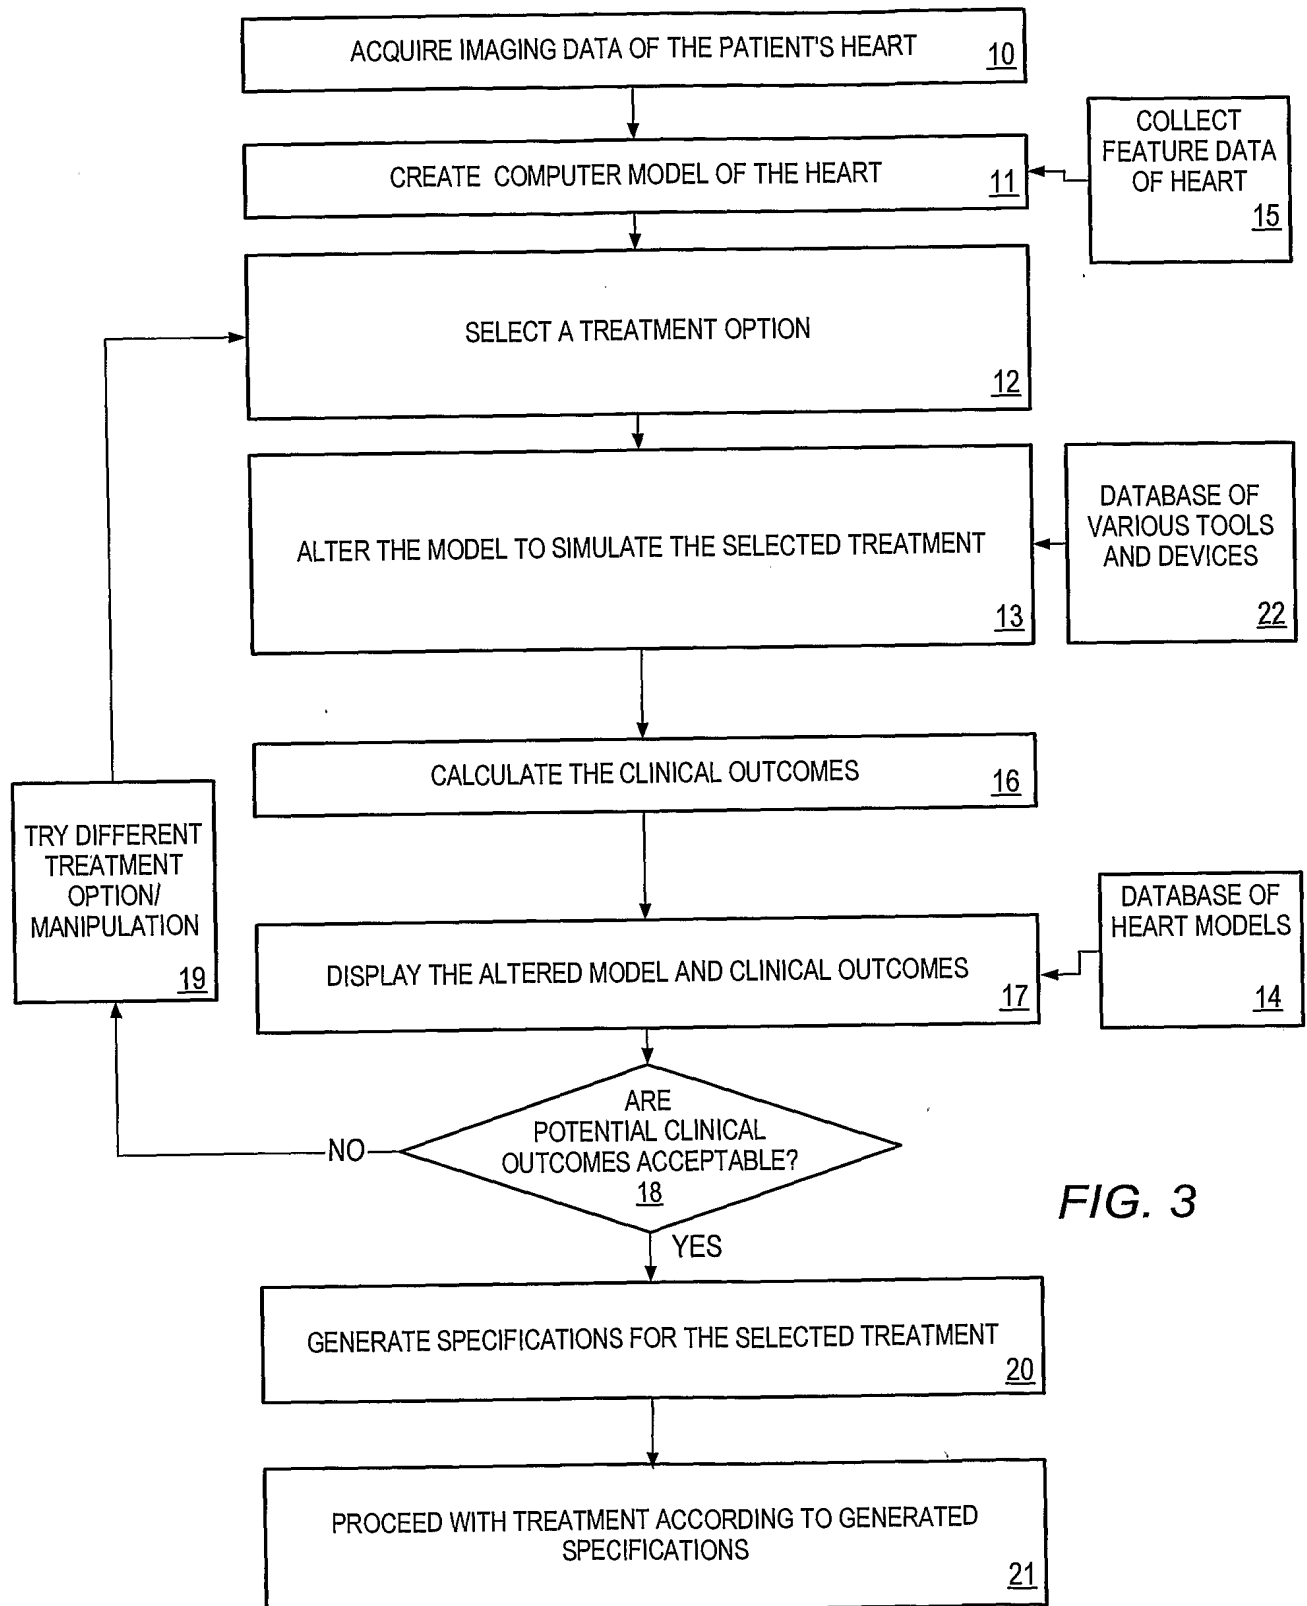 ACQUIRE IMAGING DATA OF THE PATIENT'S HEART
10
CREATE COMPUTER MODEL OF THE HEART
11
COLLECT
FEATURE DATA
OF HEART
15
SELECT A TREATMENT OPTION
12
ALTER THE MODEL TO SIMULATE THE SELECTED TREATMENT
13
DATABASE OF
VARIOUS TOOLS
AND DEVICES
22
CALCULATE THE CLINICAL OUTCOMES
16
TRY DIFFERENT
TREATMENT
OPTION/
MANIPULATION
19
DISPLAY THE ALTERED MODEL AND CLINICAL OUTCOMES
17
DATABASE OF
HEART MODELS
14
ARE
POTENTIAL CLINICAL
OUTCOMES ACCEPTABLE?
18
NO
YES
FIG. 3
GENERATE SPECIFICATIONS FOR THE SELECTED TREATMENT
20
PROCEED WITH TREATMENT ACCORDING TO GENERATED
SPECIFICATIONS
21